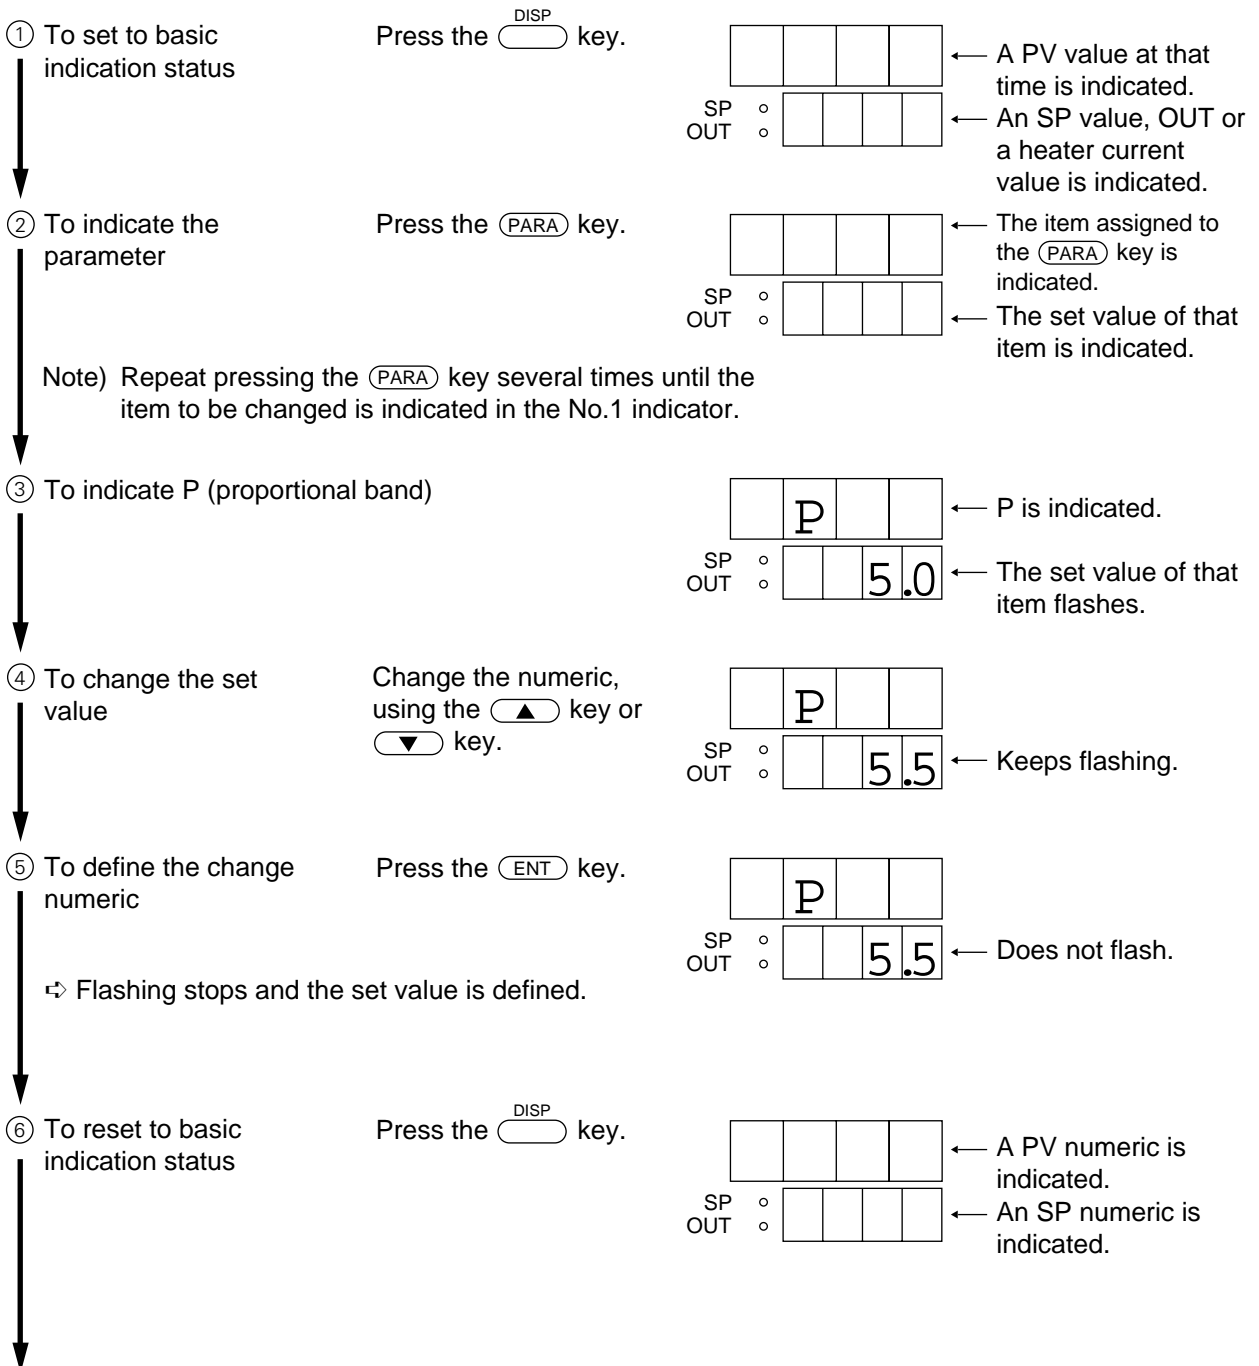 ① To set to basic
indication status
DISP
Press the key.
SP
OUT
A PV value at that
time is indicated.
An SP value, OUT or
a heater current
value is indicated.
② To indicate the
parameter
Press the PARA key.
SP
OUT
The item assigned to
the PARA key is
indicated.
The set value of that
item is indicated.
Note) Repeat pressing the PARA key several times until the
item to be changed is indicated in the No.1 indicator.
③ To indicate P (proportional band)
P
SP
OUT
5.0
P is indicated.
The set value of that
item flashes.
④ To change the set
value
Change the numeric,
using the ▲ key or
▼ key.
P
SP
OUT
5.5
Keeps flashing.
⑤ To define the change
numeric
Press the ENT key.
P
SP
OUT
5.5
Does not flash.
➪ Flashing stops and the set value is defined.
⑥ To reset to basic
indication status
DISP
Press the key.
SP
OUT
A PV numeric is
indicated.
An SP numeric is
indicated.